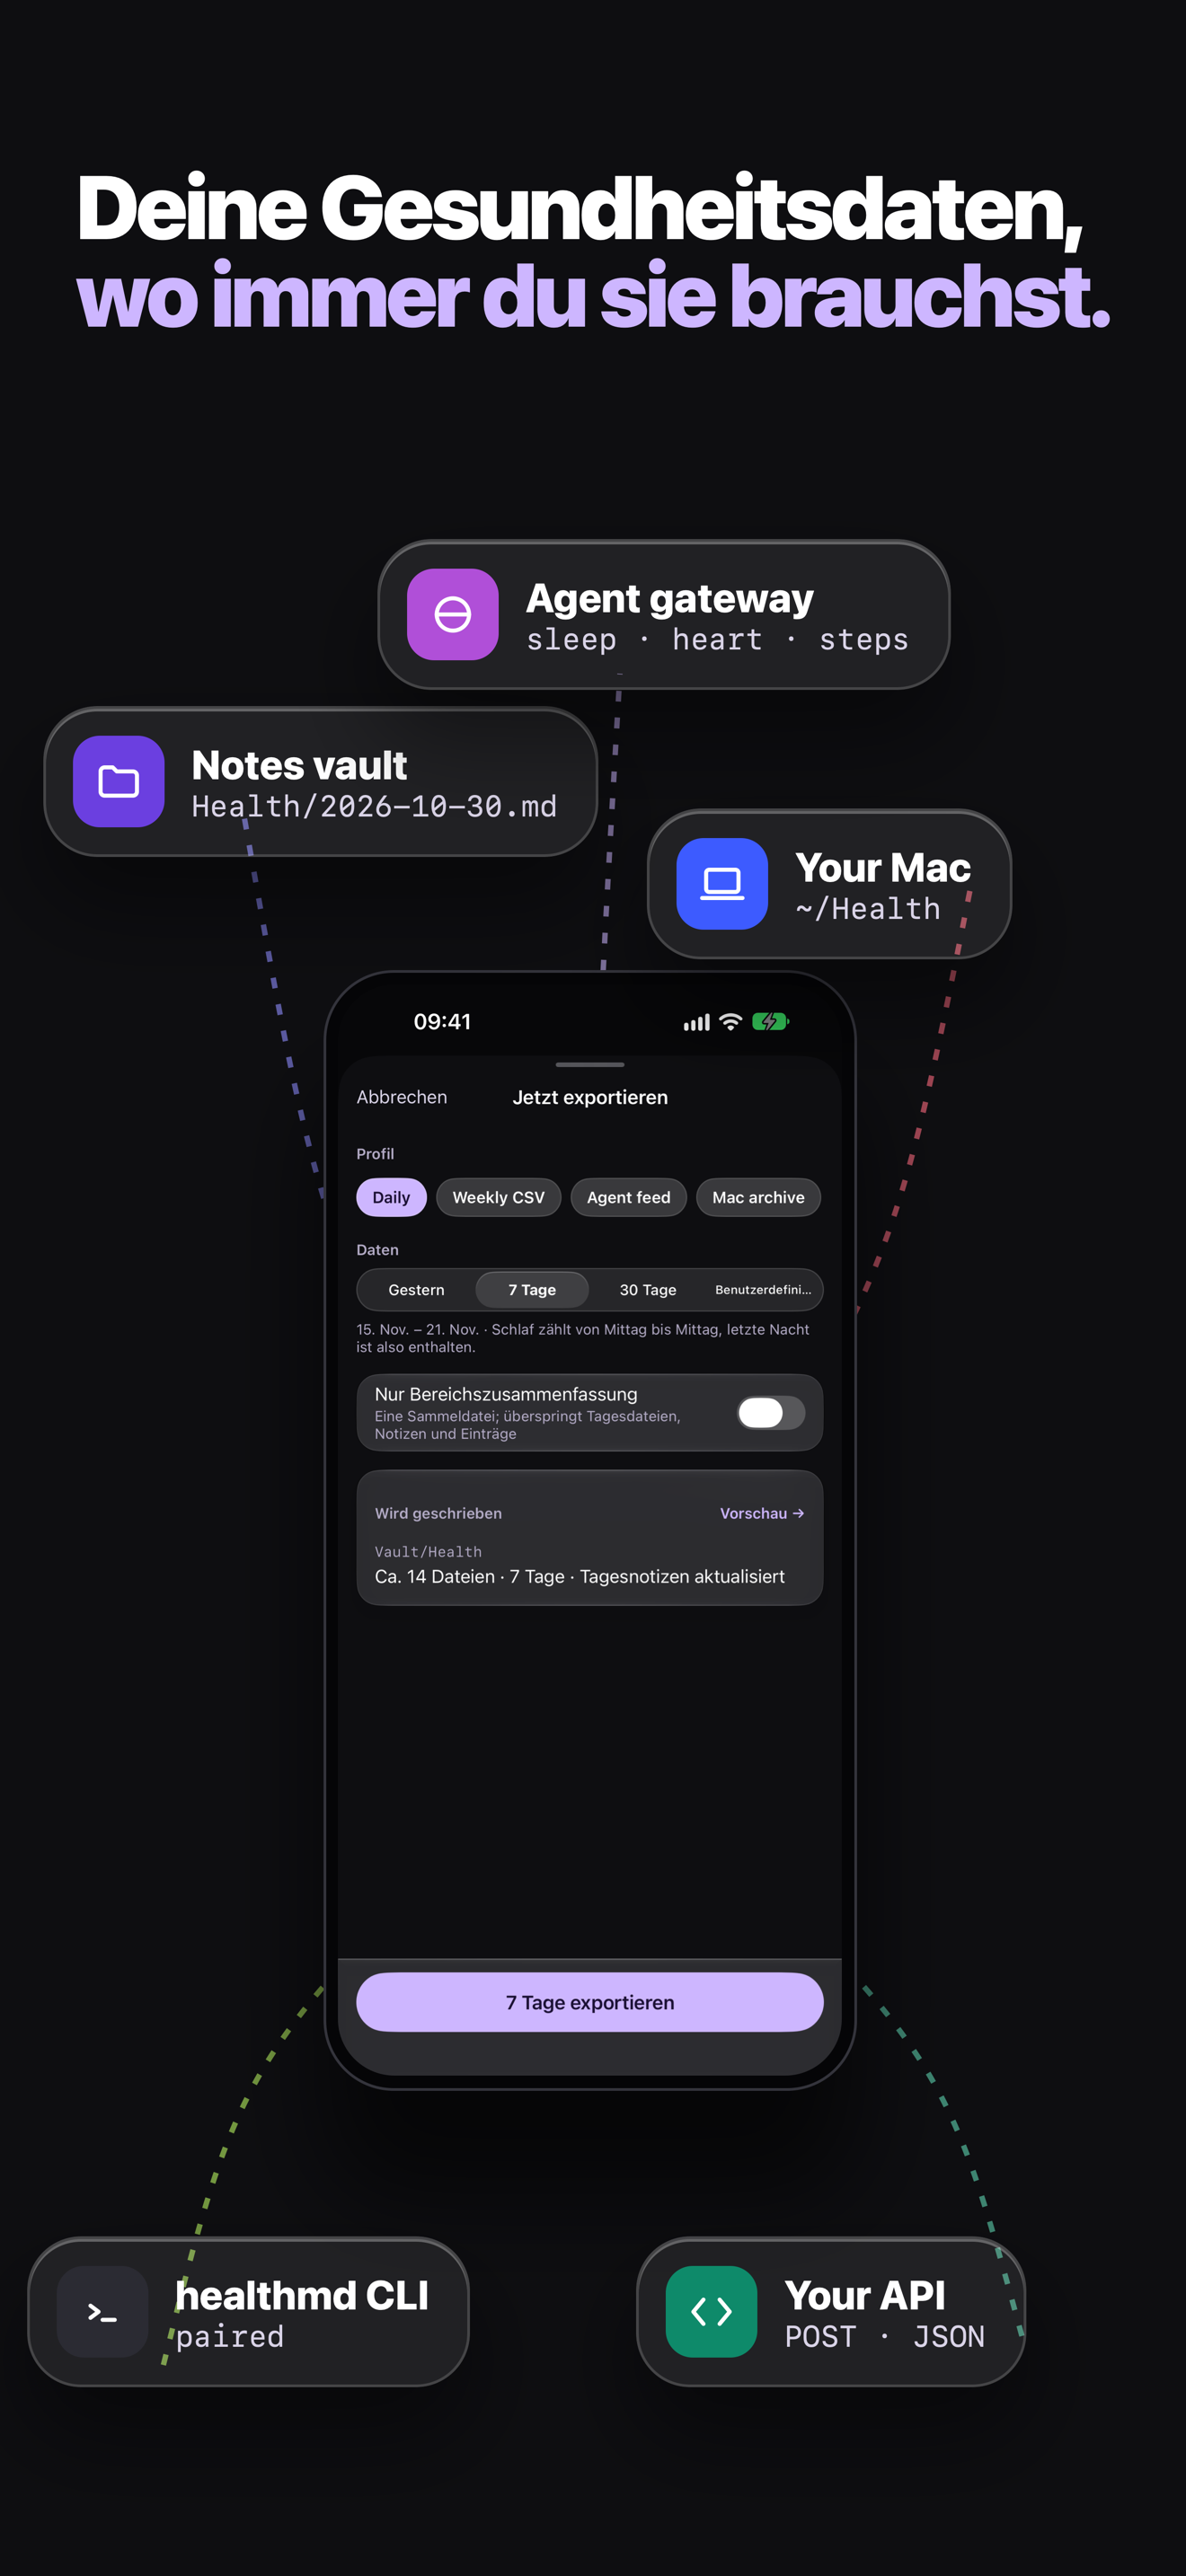 Deine Gesundheitsdaten,
wo immer du sie brauchst.
Agent gateway
sleep · heart · steps
Notes vault
Health/2026-10-30.md
Your Mac
~/Health
09:41
Abbrechen
Jetzt exportieren
Profil
Daily
Weekly CSV
Agent feed
Mac archive
Daten
Gestern
7 Tage
30 Tage
Benutzerdefini...
15. Nov. – 21. Nov. · Schlaf zählt von Mittag bis Mittag, letzte Nacht
ist also enthalten.
Nur Bereichszusammenfassung
Eine Sammeldatei; überspringt Tagesdateien,
Notizen und Einträge
Wird geschrieben
Vorschau →
Vault/Health
Ca. 14 Dateien · 7 Tage · Tagesnotizen aktualisiert
7 Tage exportieren
healthmd CLI
paired
Your API
POST · JSON